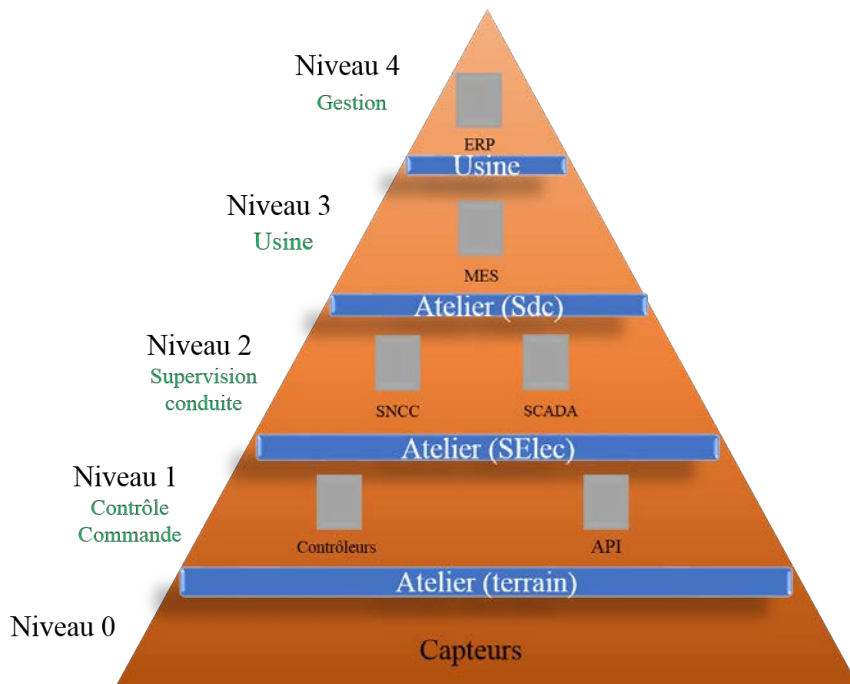 Niveau 4
Gestion
ERP
Usine
Niveau 3
Usine
MES
Atelier (Sdc)
Niveau 2
Supervision
conduite
SNCC
SCADA
Atelier (SElec)
Niveau 1
Contrôle
Commande
Contrôleurs
API
Atelier (terrain)
Niveau 0
Capteurs